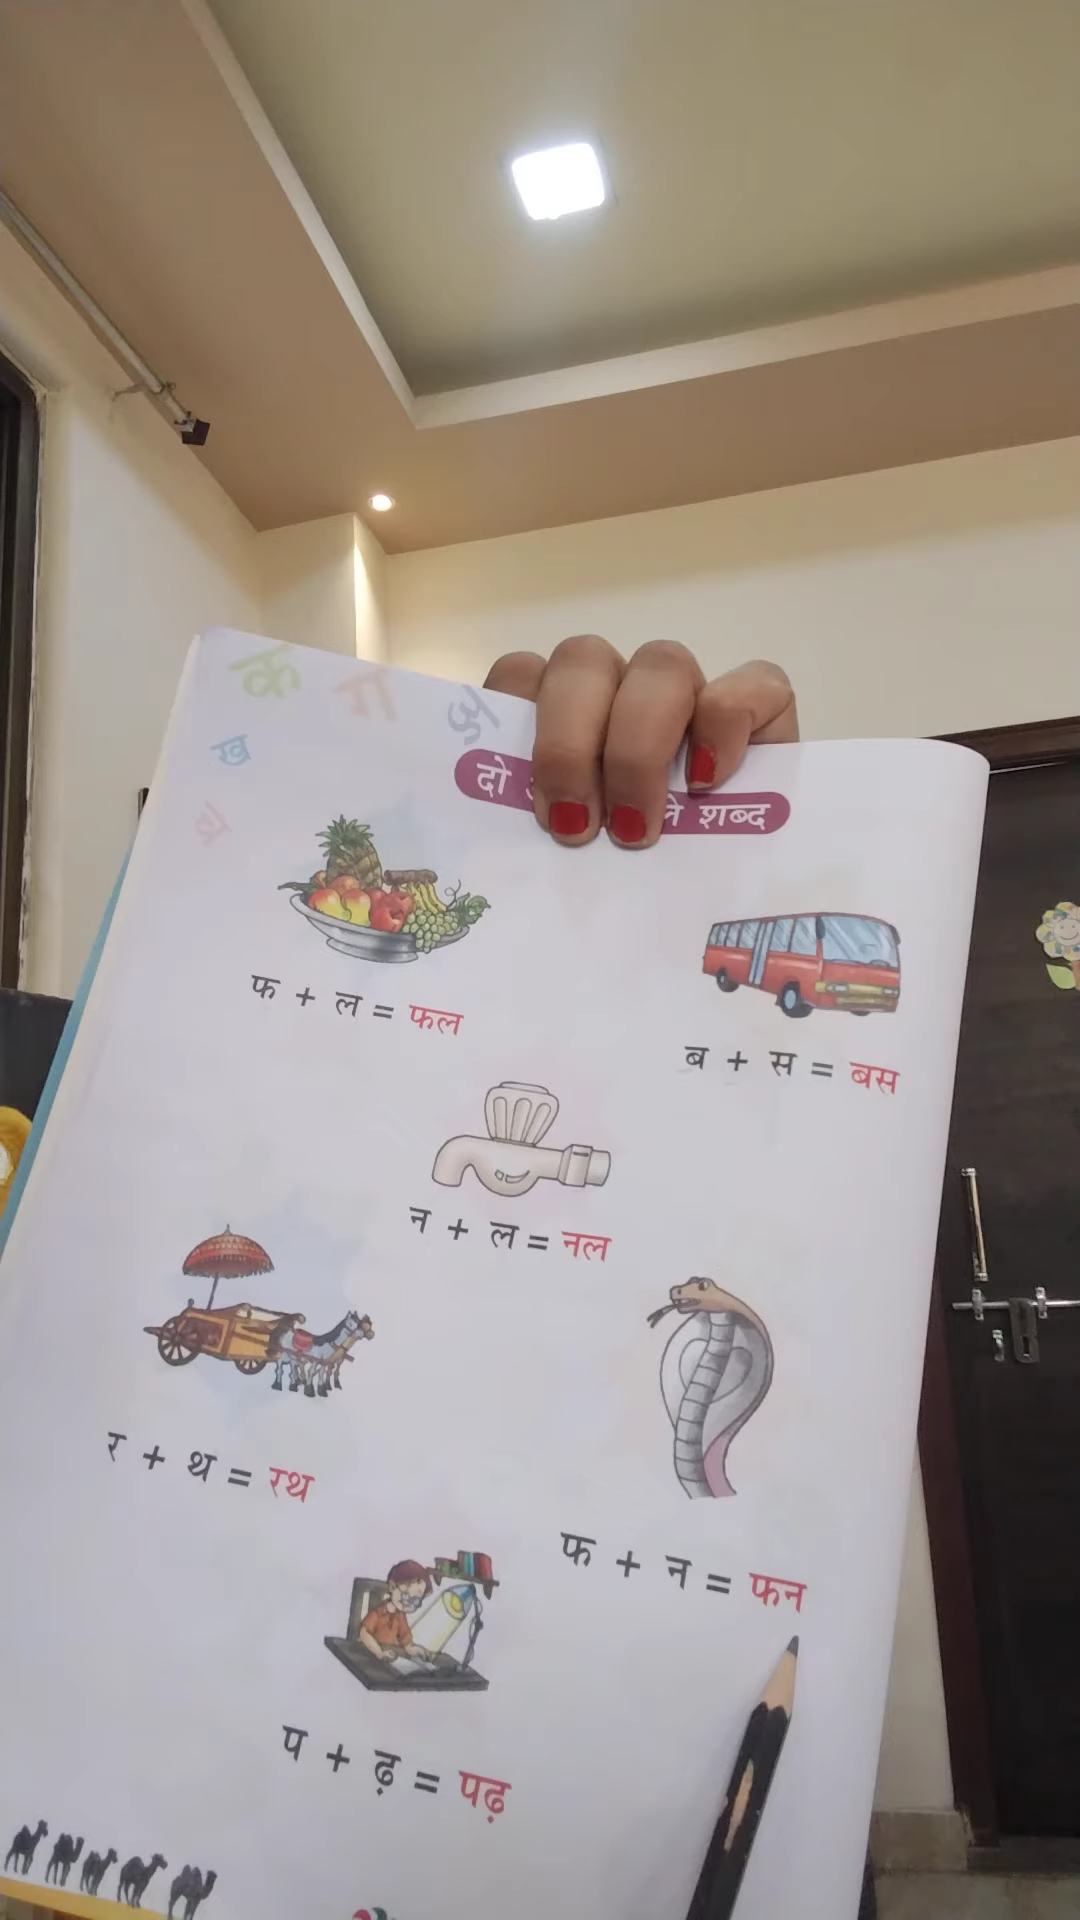 क ग अ
ख
दो शब्द
फ + ल = फल
ब + स = बस
न + ल = नल
र + थ = रथ
फ + न = फन
प + ढ़ = पढ़